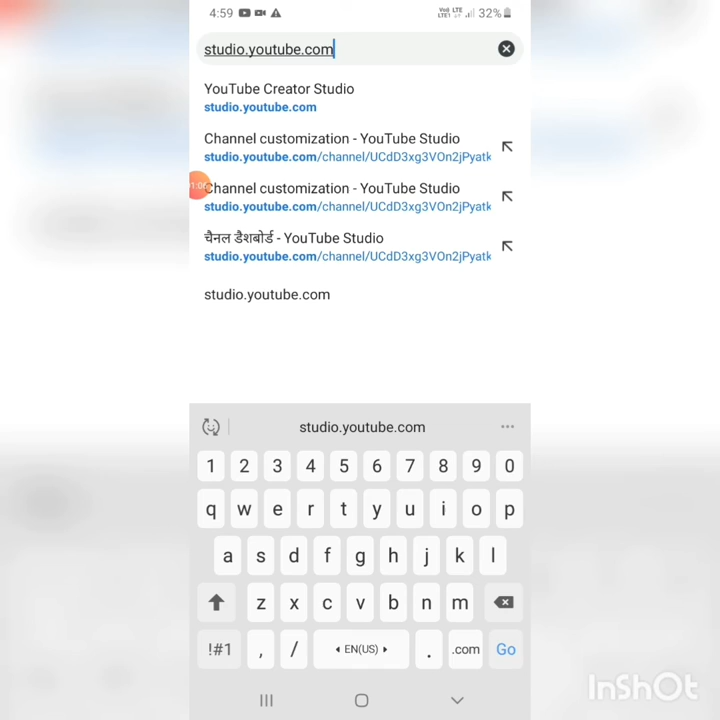 4:59 VoD LTE LTE1 32%
studio.youtube.com
YouTube Creator Studio
studio.youtube.com
Channel customization - YouTube Studio
studio.youtube.com/channel/UCdD3xg3VOn2jPyatk
Channel customization - YouTube Studio
studio.youtube.com/channel/UCdD3xg3VOn2jPyatk
चैनल डैशबोर्ड - YouTube Studio
studio.youtube.com/channel/UCdD3xg3VOn2jPyatk
studio.youtube.com
studio.youtube.com
1 2 3 4 5 6 7 8 9 0
q w e r t y u i o p
a s d f g h j k l
z x c v b n m
!#1 , / EN(US) . .com Go
InShOt